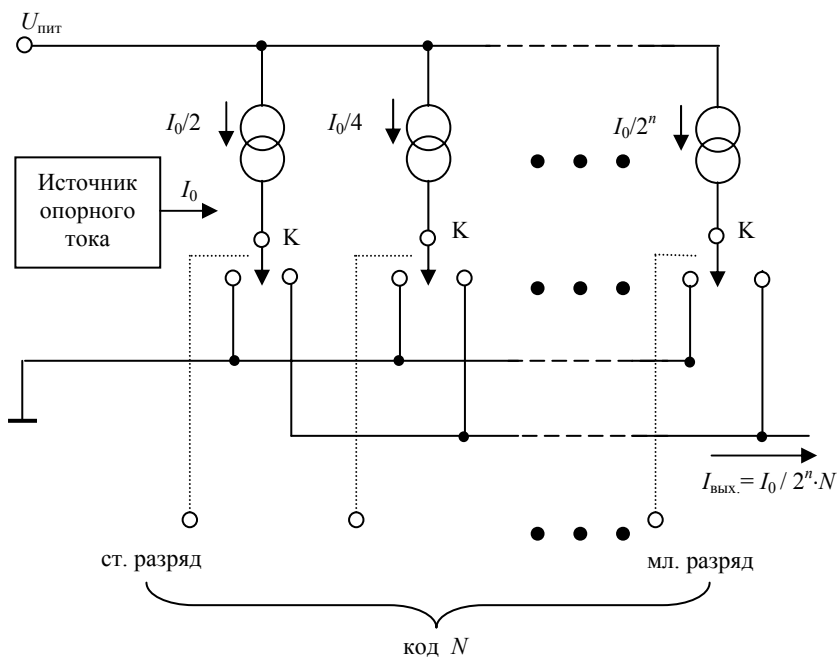 Uпит
I₀/2
I₀/4
I₀/2ⁿ
Источник
опорного
тока
I₀
К
К
К
Iвых.= I₀ / 2ⁿ·N
ст. разряд
мл. разряд
код N